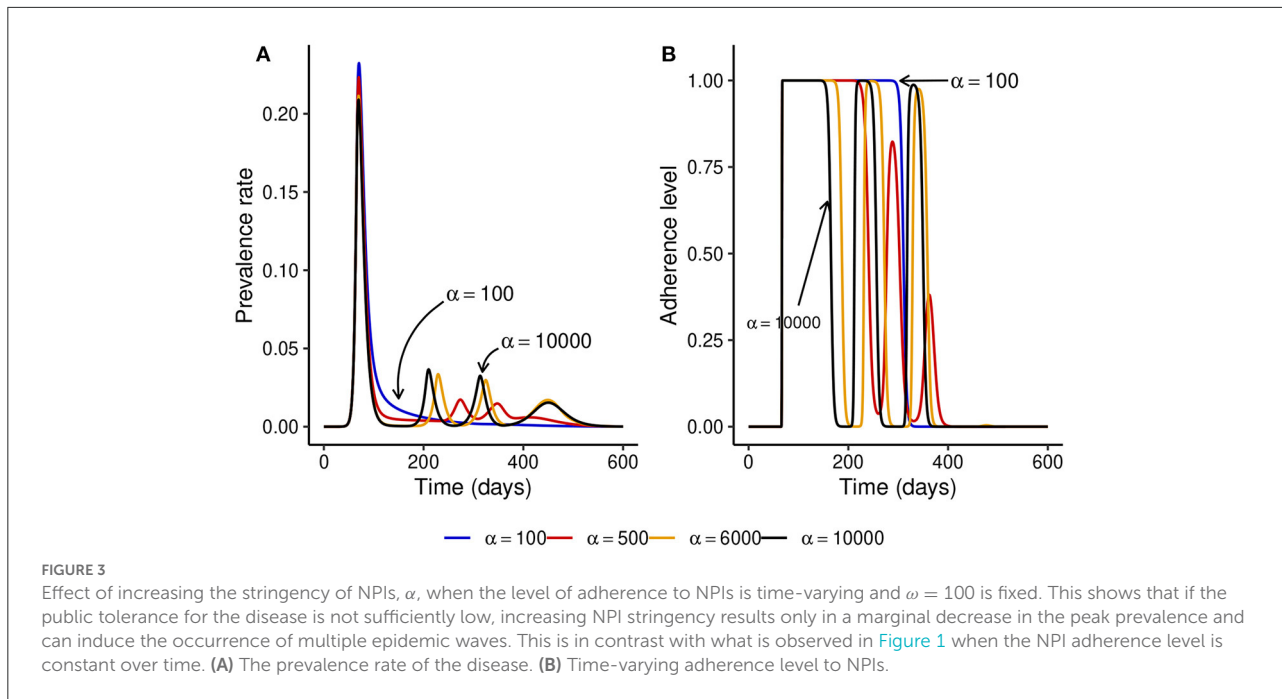 A
B
0.20
0.15
0.10
0.05
0.00
Prevalence rate
α = 100
α = 10000
0
200
400
600
Time (days)
1.00
0.75
0.50
0.25
0.00
Adherence level
α = 100
α = 10000
0
200
400
600
Time (days)
α = 100 α = 500 α = 6000 α = 10000
FIGURE 3
Effect of increasing the stringency of NPIs, α, when the level of adherence to NPIs is time-varying and ω = 100 is fixed. This shows that if the
public tolerance for the disease is not sufficiently low, increasing NPI stringency results only in a marginal decrease in the peak prevalence and
can induce the occurrence of multiple epidemic waves. This is in contrast with what is observed in Figure 1 when the NPI adherence level is
constant over time. (A) The prevalence rate of the disease. (B) Time-varying adherence level to NPIs.